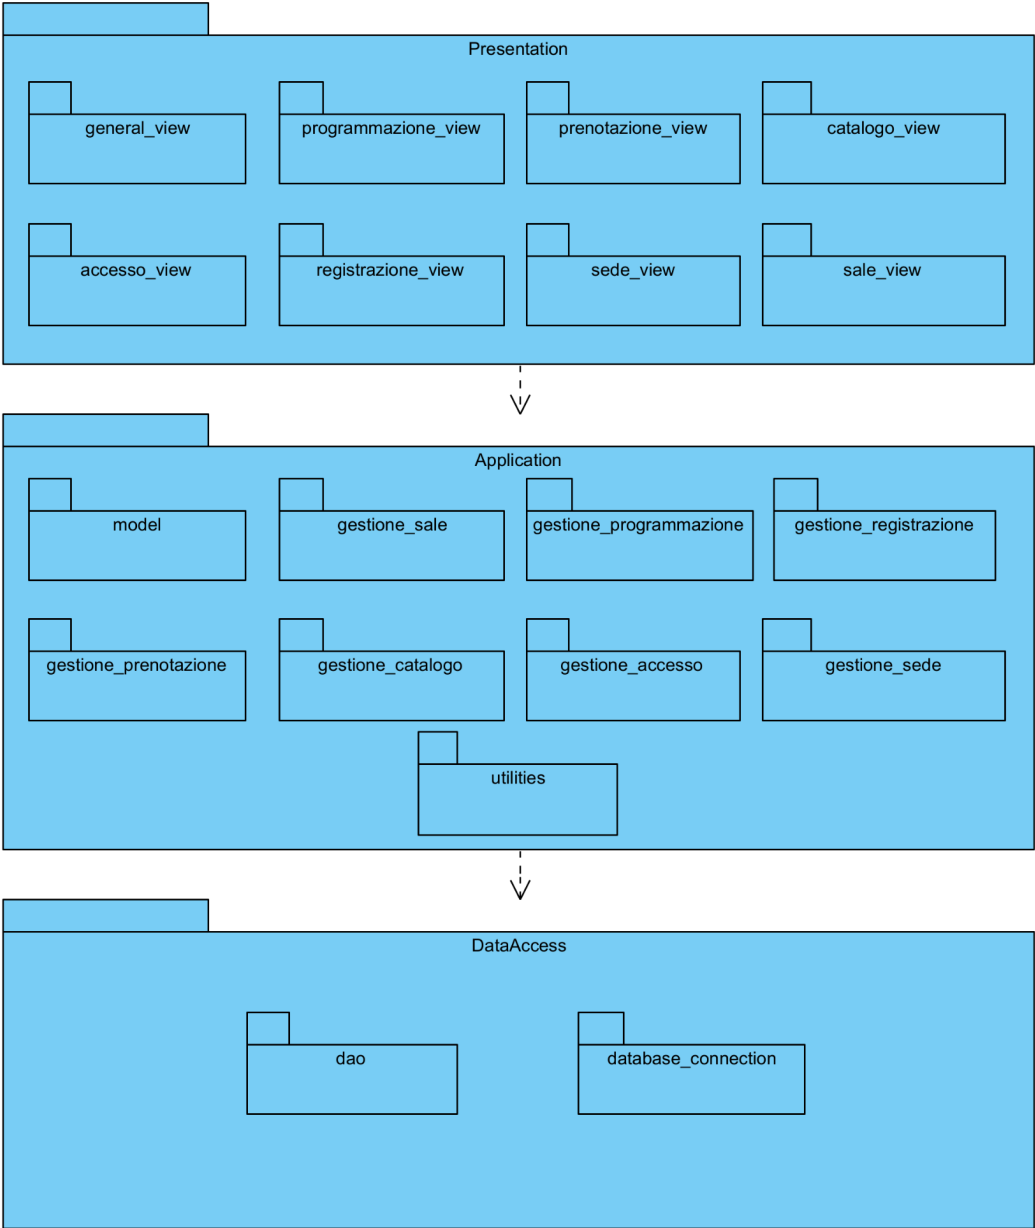 Presentation
general_view
programmazione_view
prenotazione_view
catalogo_view
accesso_view
registrazione_view
sede_view
sale_view
Application
model
gestione_sale
gestione_programmazione
gestione_registrazione
gestione_prenotazione
gestione_catalogo
gestione_accesso
gestione_sede
utilities
DataAccess
dao
database_connection